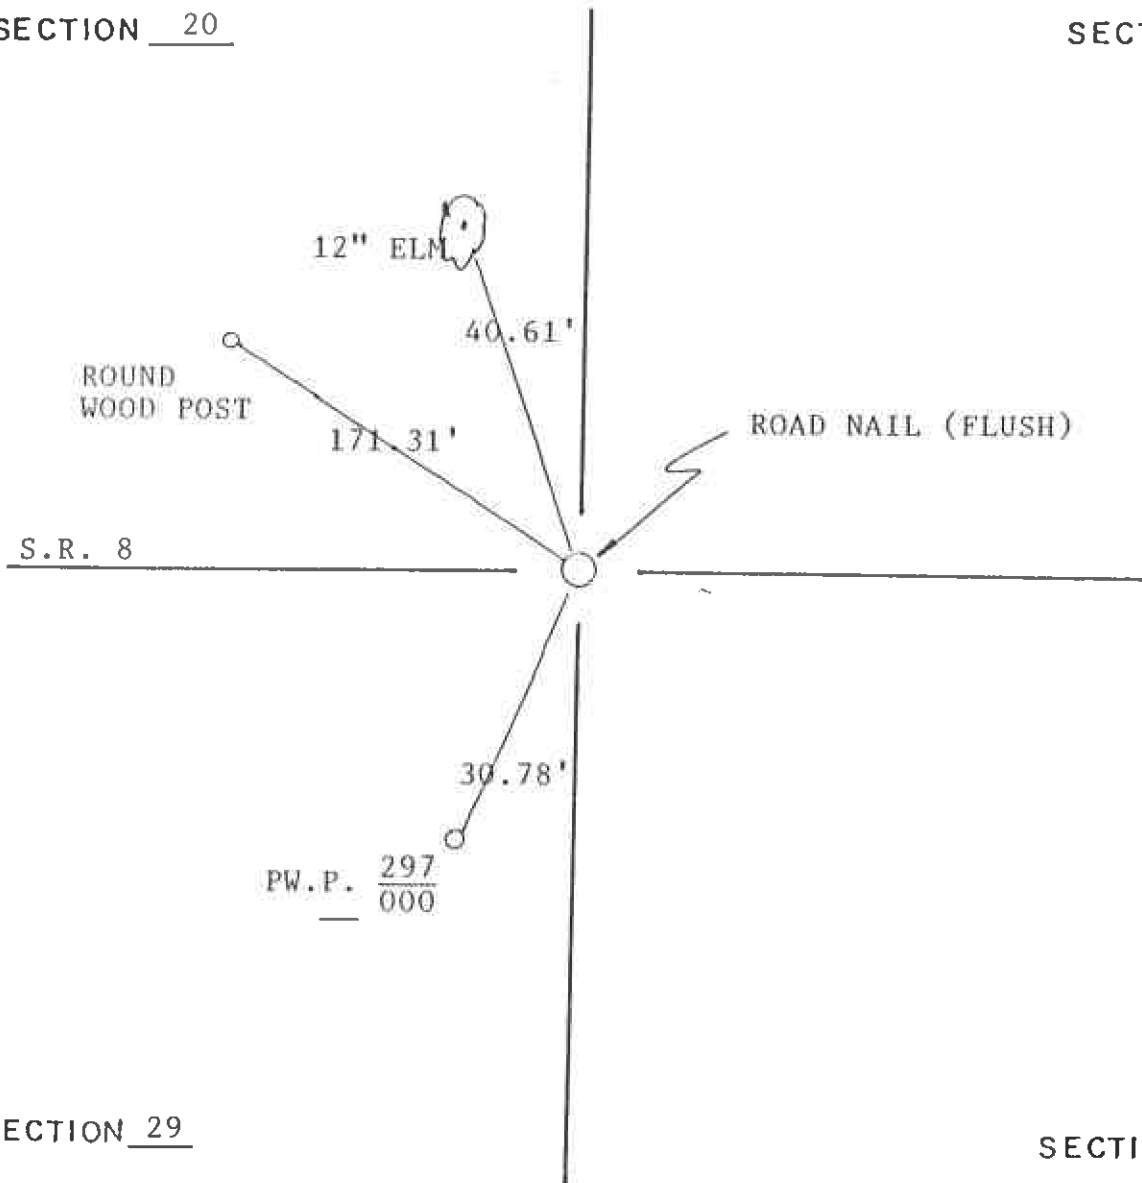 SECTION 20
SECT
12" ELM
40.61'
ROUND
WOOD POST
171.31'
ROAD NAIL (FLUSH)
S.R. 8
30.78'
PW.P. 297
000
ECTION 29
SECTI